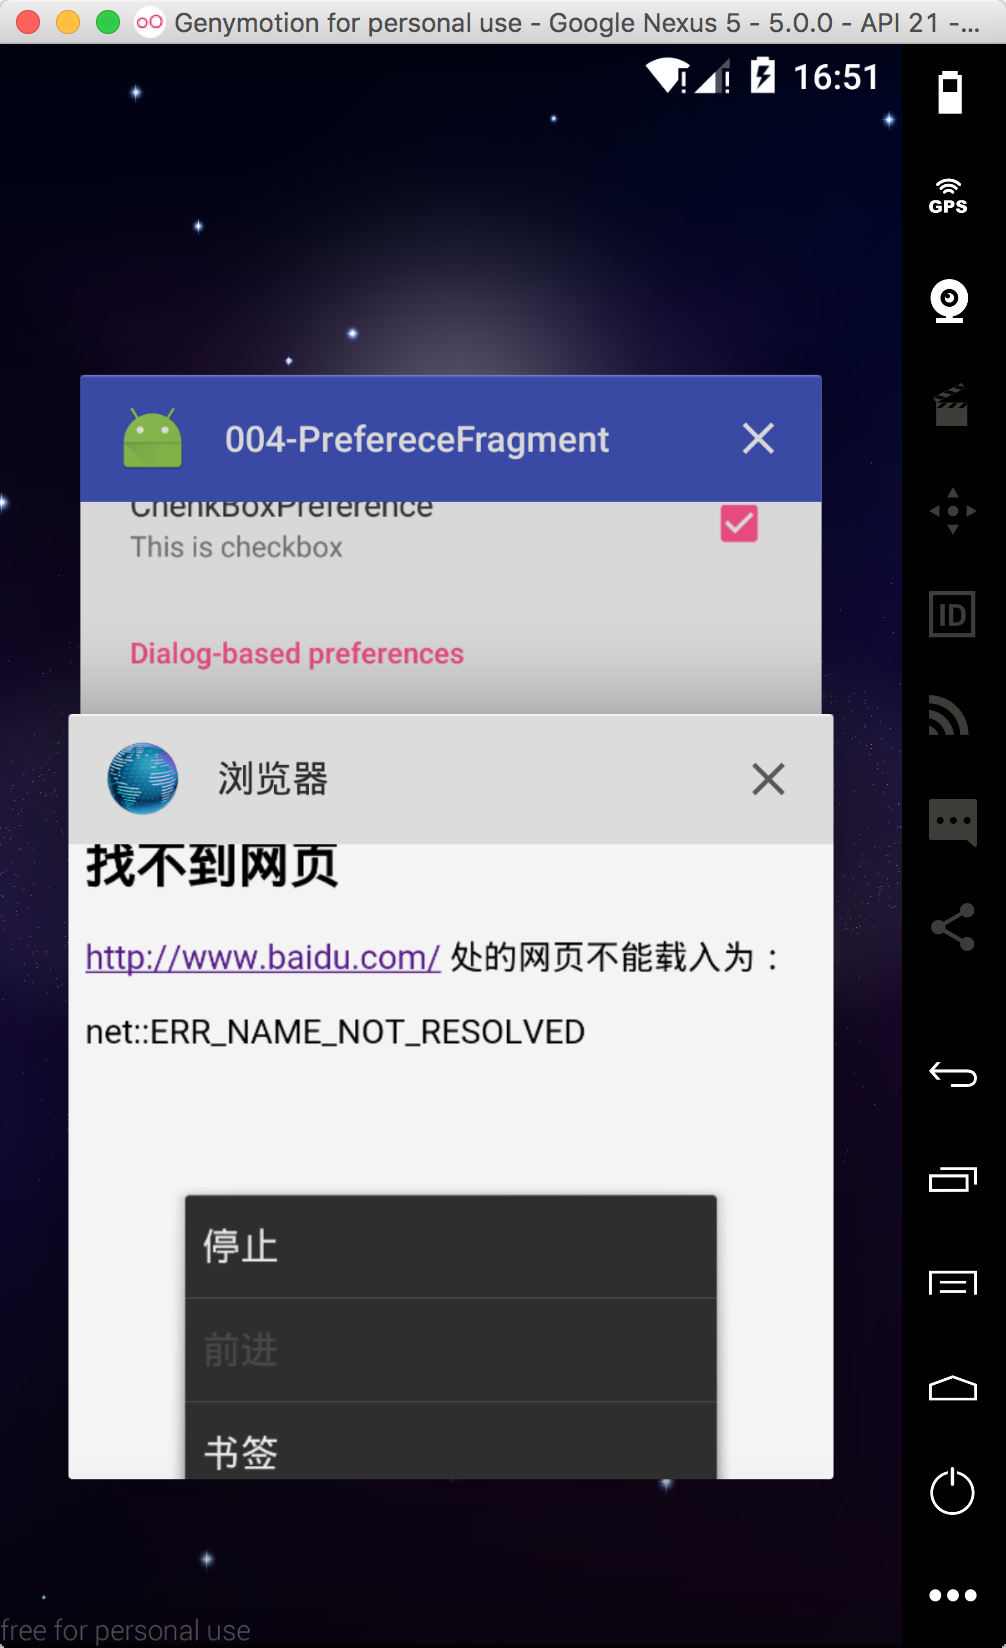 Genymotion for personal use - Google Nexus 5 - 5.0.0 - API 21 -...
16:51
GPS
004-PrefereceFragment
ChenkBoxPreference
This is checkbox
ID
Dialog-based preferences
浏览器
找不到网页
http://www.baidu.com/ 处的网页不能载入为：
net::ERR_NAME_NOT_RESOLVED
停止
前进
书签
free for personal use